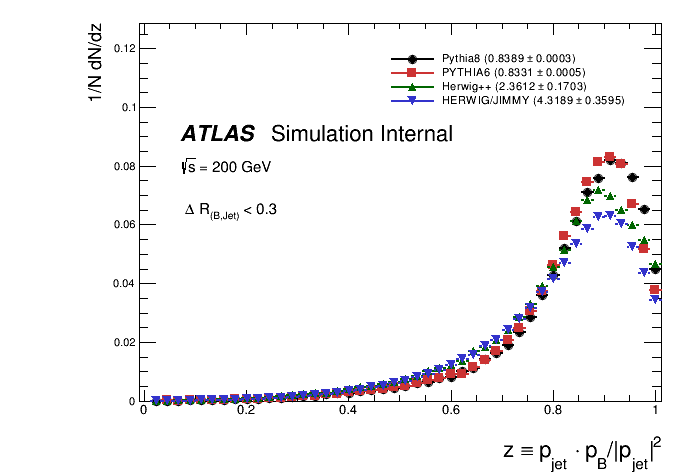 1/N dN/dz
0.12
0.1
0.08
0.06
0.04
0.02
0
Pythia8 (0.8389 ± 0.0003)
PYTHIA6 (0.8331 ± 0.0005)
Herwig++ (2.3612 ± 0.1703)
HERWIG/JIMMY (4.3189 ± 0.3595)
ATLAS Simulation Internal
√s = 200 GeV
Δ R(B,Jet) < 0.3
0 0.2 0.4 0.6 0.8 1
z ≡ pjet · pB/|pjet|²